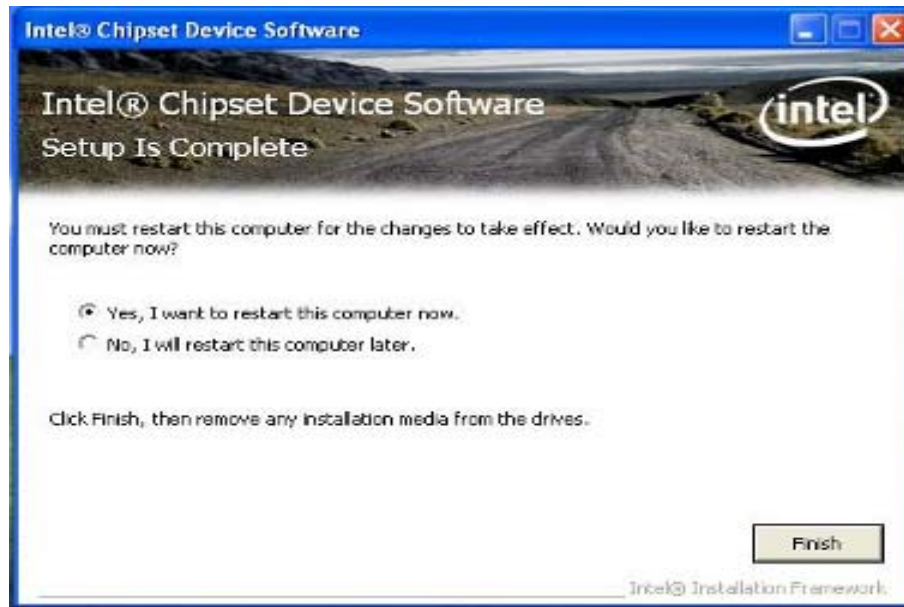 Intel® Chipset Device Software
Intel® Chipset Device Software
intel
Setup Is Complete
You must restart this computer for the changes to take effect. Would you like to restart the
computer now?
Yes, I want to restart this computer now.
No, I will restart this computer later.
Click Finish, then remove any installation media from the drives.
Finish
Intel® Installation Framework